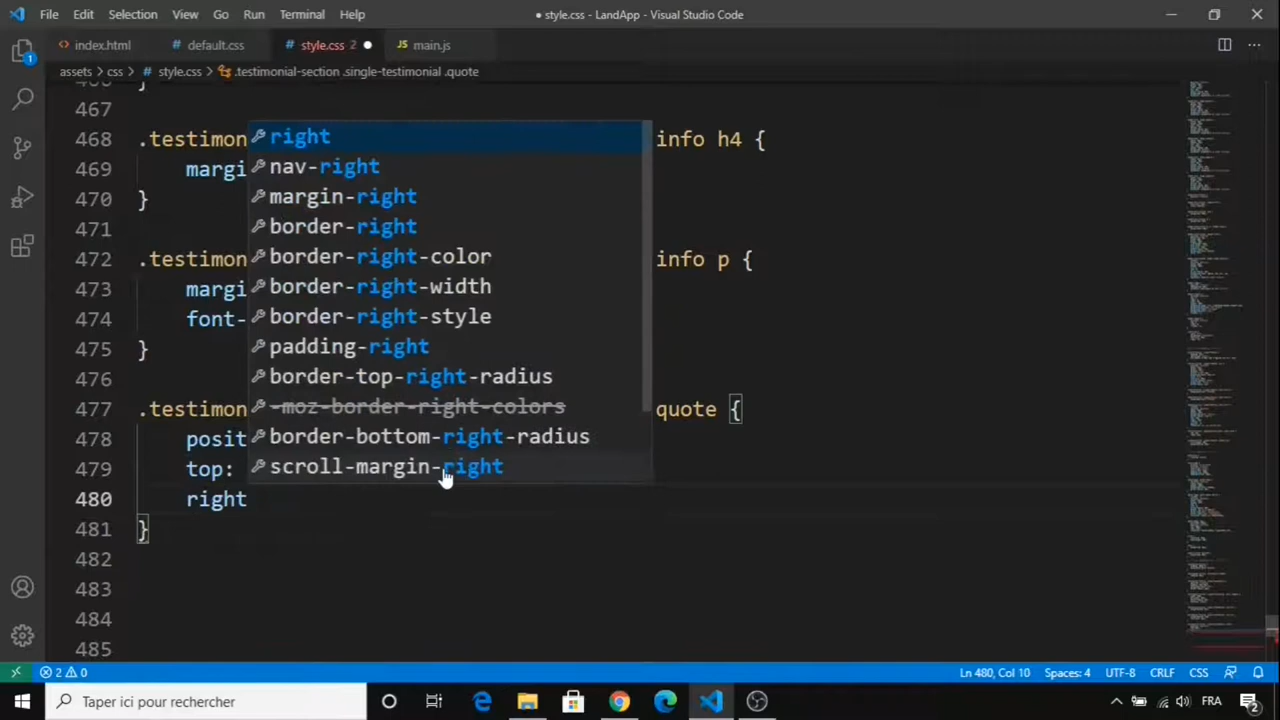 File Edit Selection View Go Run Terminal Help ● style.css - LandApp - Visual Studio Code
index.html # default.css # style.css 2 ● JS main.js
assets > css > # style.css > .testimonial-section .single-testimonial .quote
467
468 .testimon info h4 {
469 margi
470 }
471
472 .testimon info p {
473 margi
474 font-
475 }
476
477 .testimon quote {
478 posit
479 top:
480 right
481 }
482
483
484
485
right
nav-right
margin-right
border-right
border-right-color
border-right-width
border-right-style
padding-right
border-top-right-radius
-moz-border-right-colors
border-bottom-right-radius
scroll-margin-right
1
2 0 Ln 480, Col 10 Spaces: 4 UTF-8 CRLF CSS
Taper ici pour rechercher FRA 2